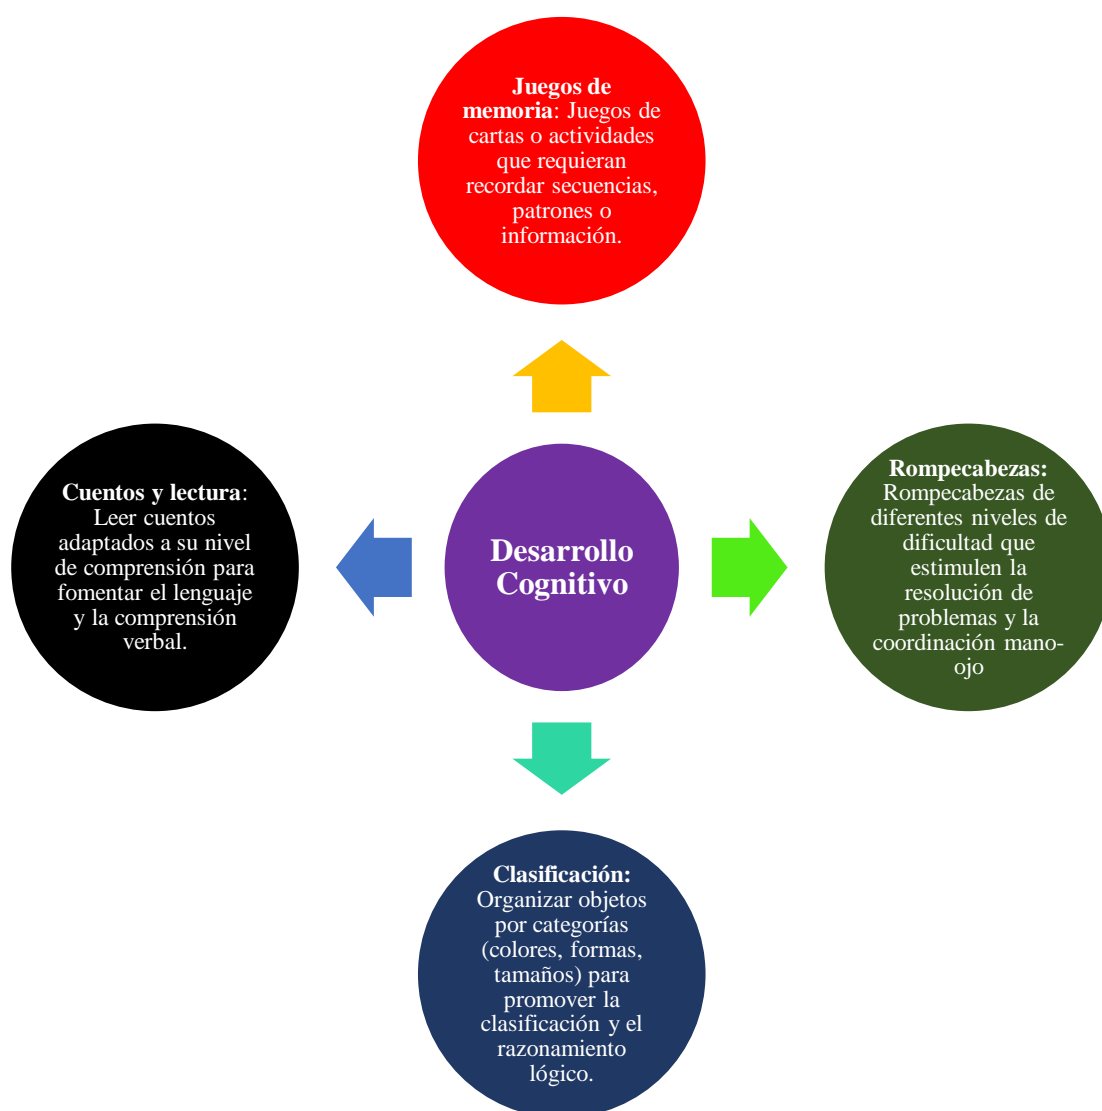 Juegos de
memoria: Juegos de
cartas o actividades
que requieran
recordar secuencias,
patrones o
información.
Cuentos y lectura:
Leer cuentos
adaptados a su nivel
de comprensión para
fomentar el lenguaje
y la comprensión
verbal.
Desarrollo
Cognitivo
Rompecabezas:
Rompecabezas de
diferentes niveles de
dificultad que
estimulen la
resolución de
problemas y la
coordinación mano-
ojo
Clasificación:
Organizar objetos
por categorías
(colores, formas,
tamaños) para
promover la
clasificación y el
razonamiento
lógico.